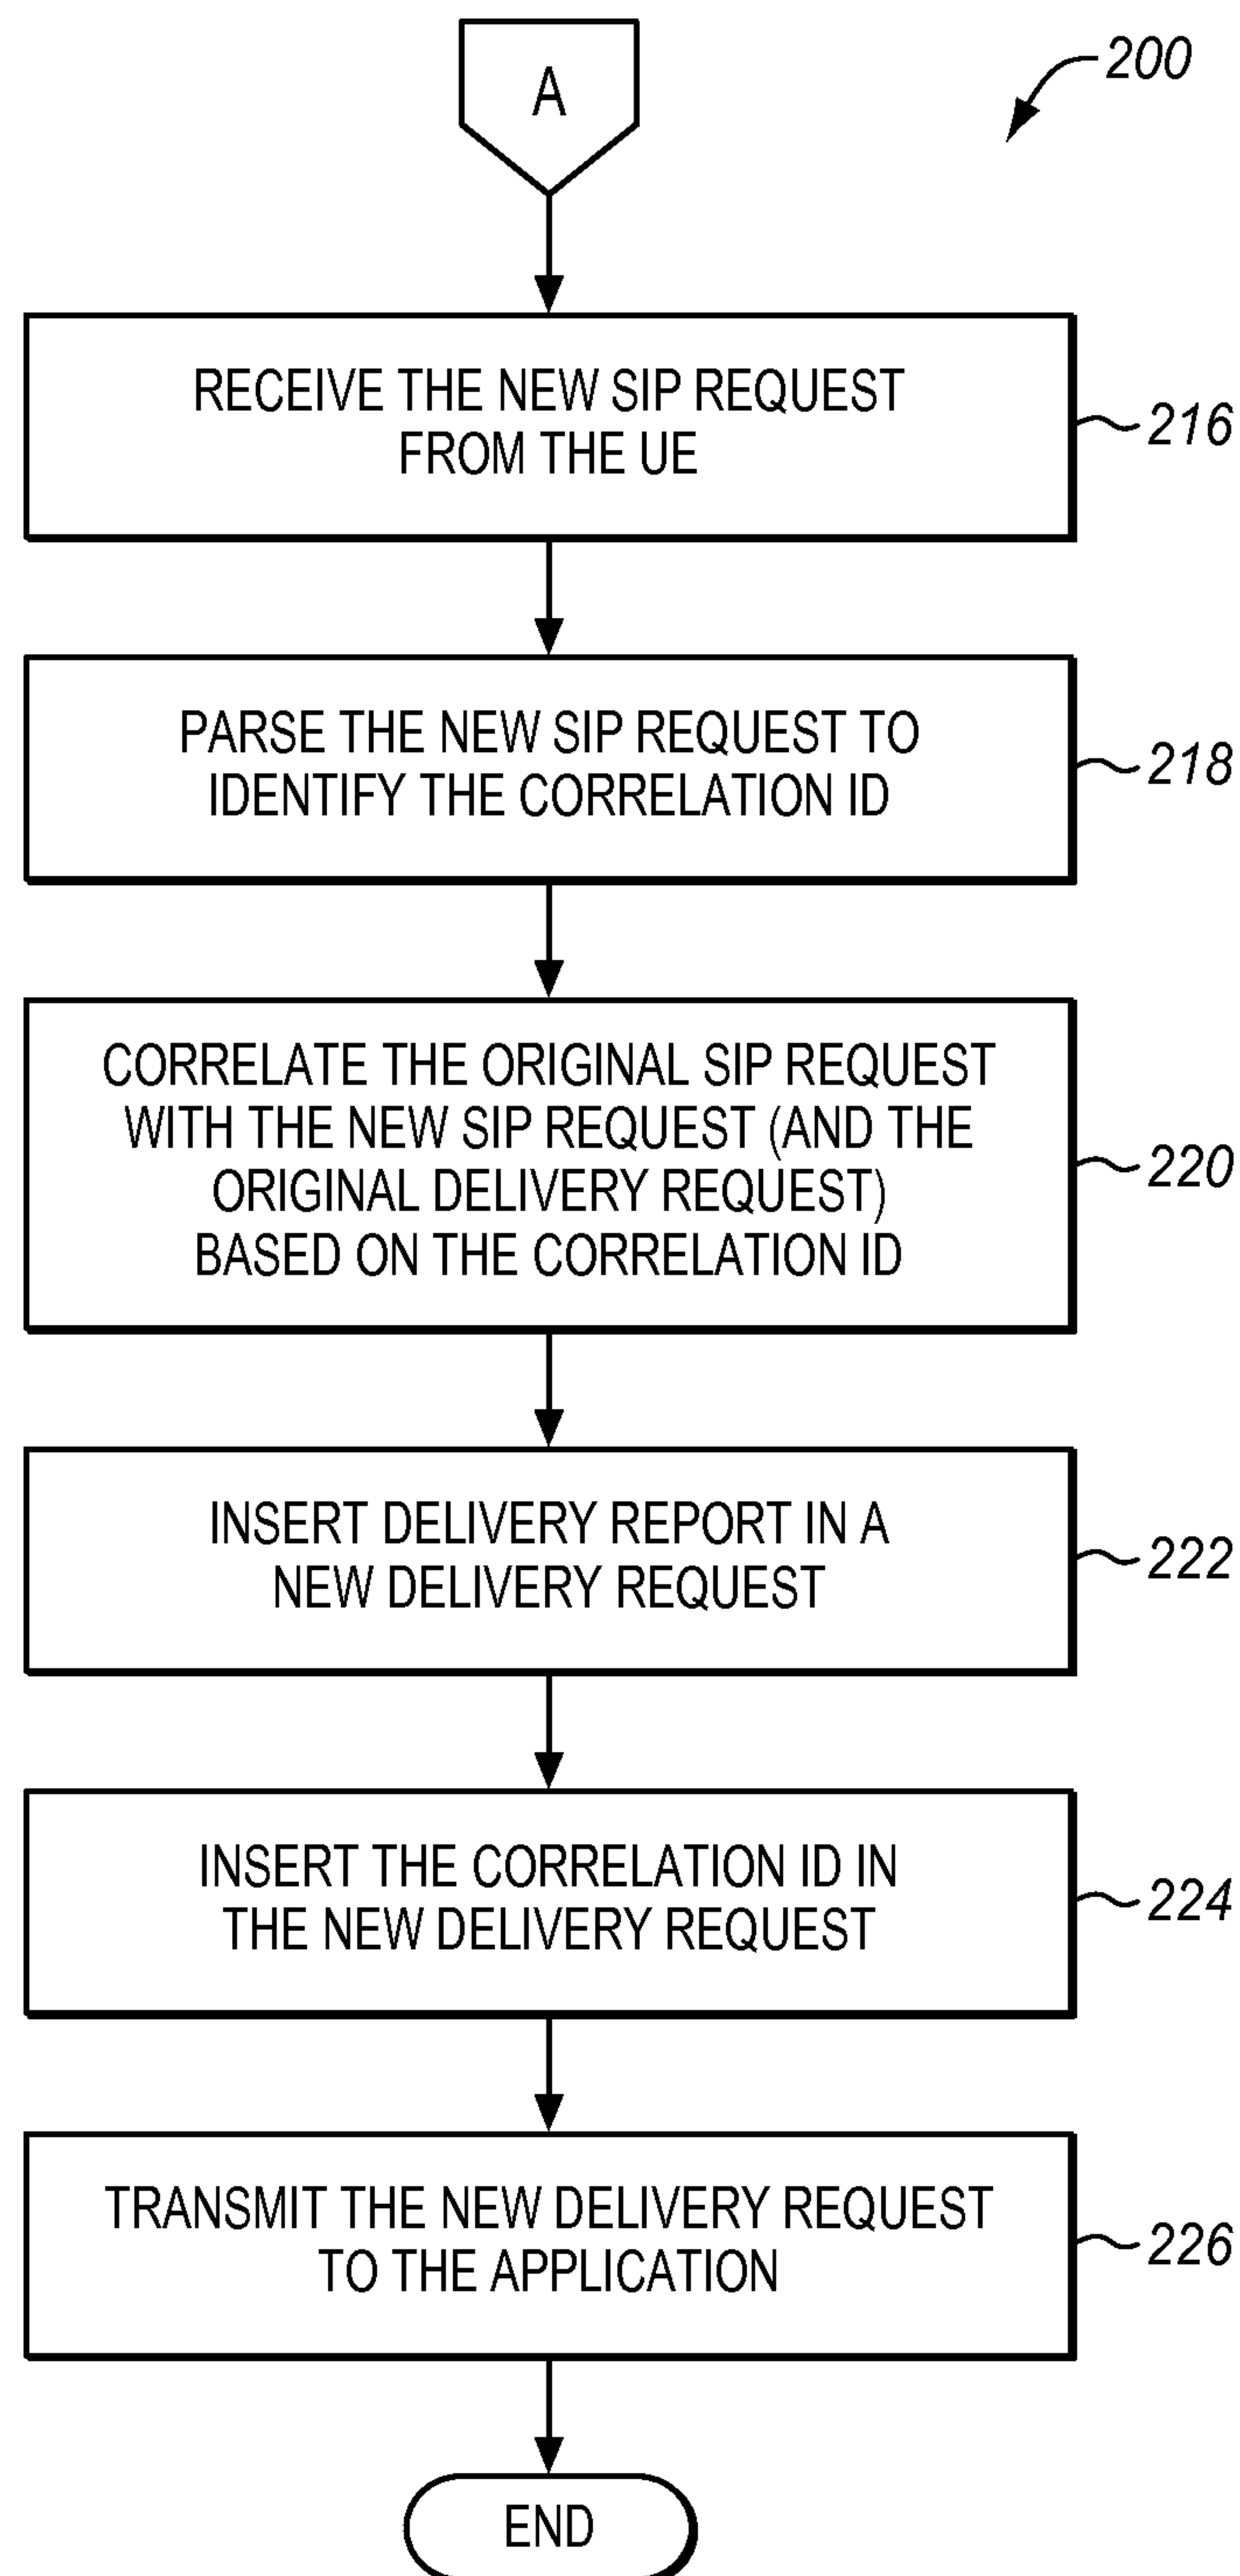 A
200
RECEIVE THE NEW SIP REQUEST
FROM THE UE
216
PARSE THE NEW SIP REQUEST TO
IDENTIFY THE CORRELATION ID
218
CORRELATE THE ORIGINAL SIP REQUEST
WITH THE NEW SIP REQUEST (AND THE
ORIGINAL DELIVERY REQUEST)
BASED ON THE CORRELATION ID
220
INSERT DELIVERY REPORT IN A
NEW DELIVERY REQUEST
222
INSERT THE CORRELATION ID IN
THE NEW DELIVERY REQUEST
224
TRANSMIT THE NEW DELIVERY REQUEST
TO THE APPLICATION
226
END